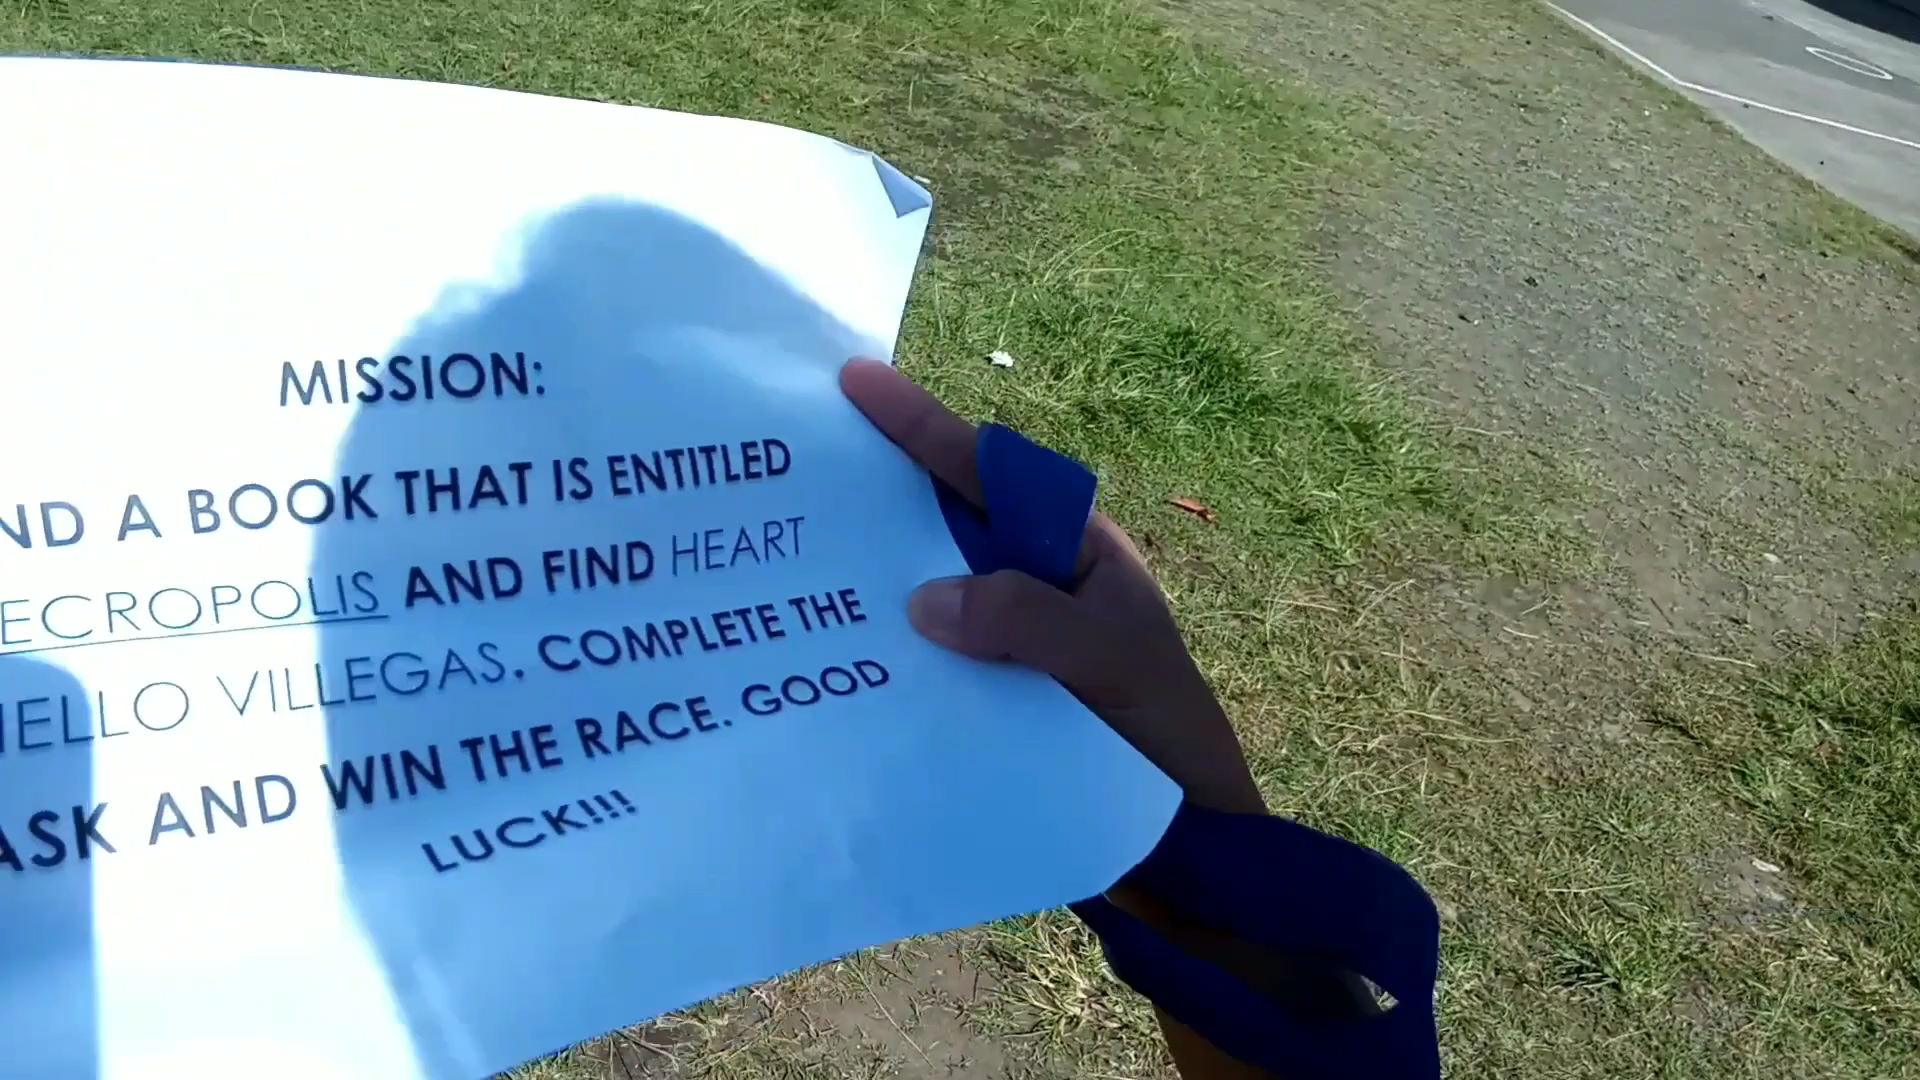 MISSION:
ND A BOOK THAT IS ENTITLED
ECROPOLIS AND FIND HEART
HELLO VILLEGAS. COMPLETE THE
ASK AND WIN THE RACE. GOOD
LUCK!!!